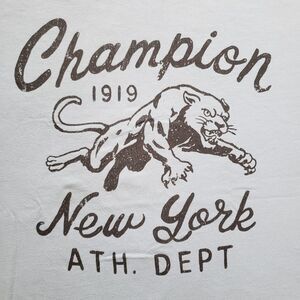 Champion
1919
New York
ATH. DEPT